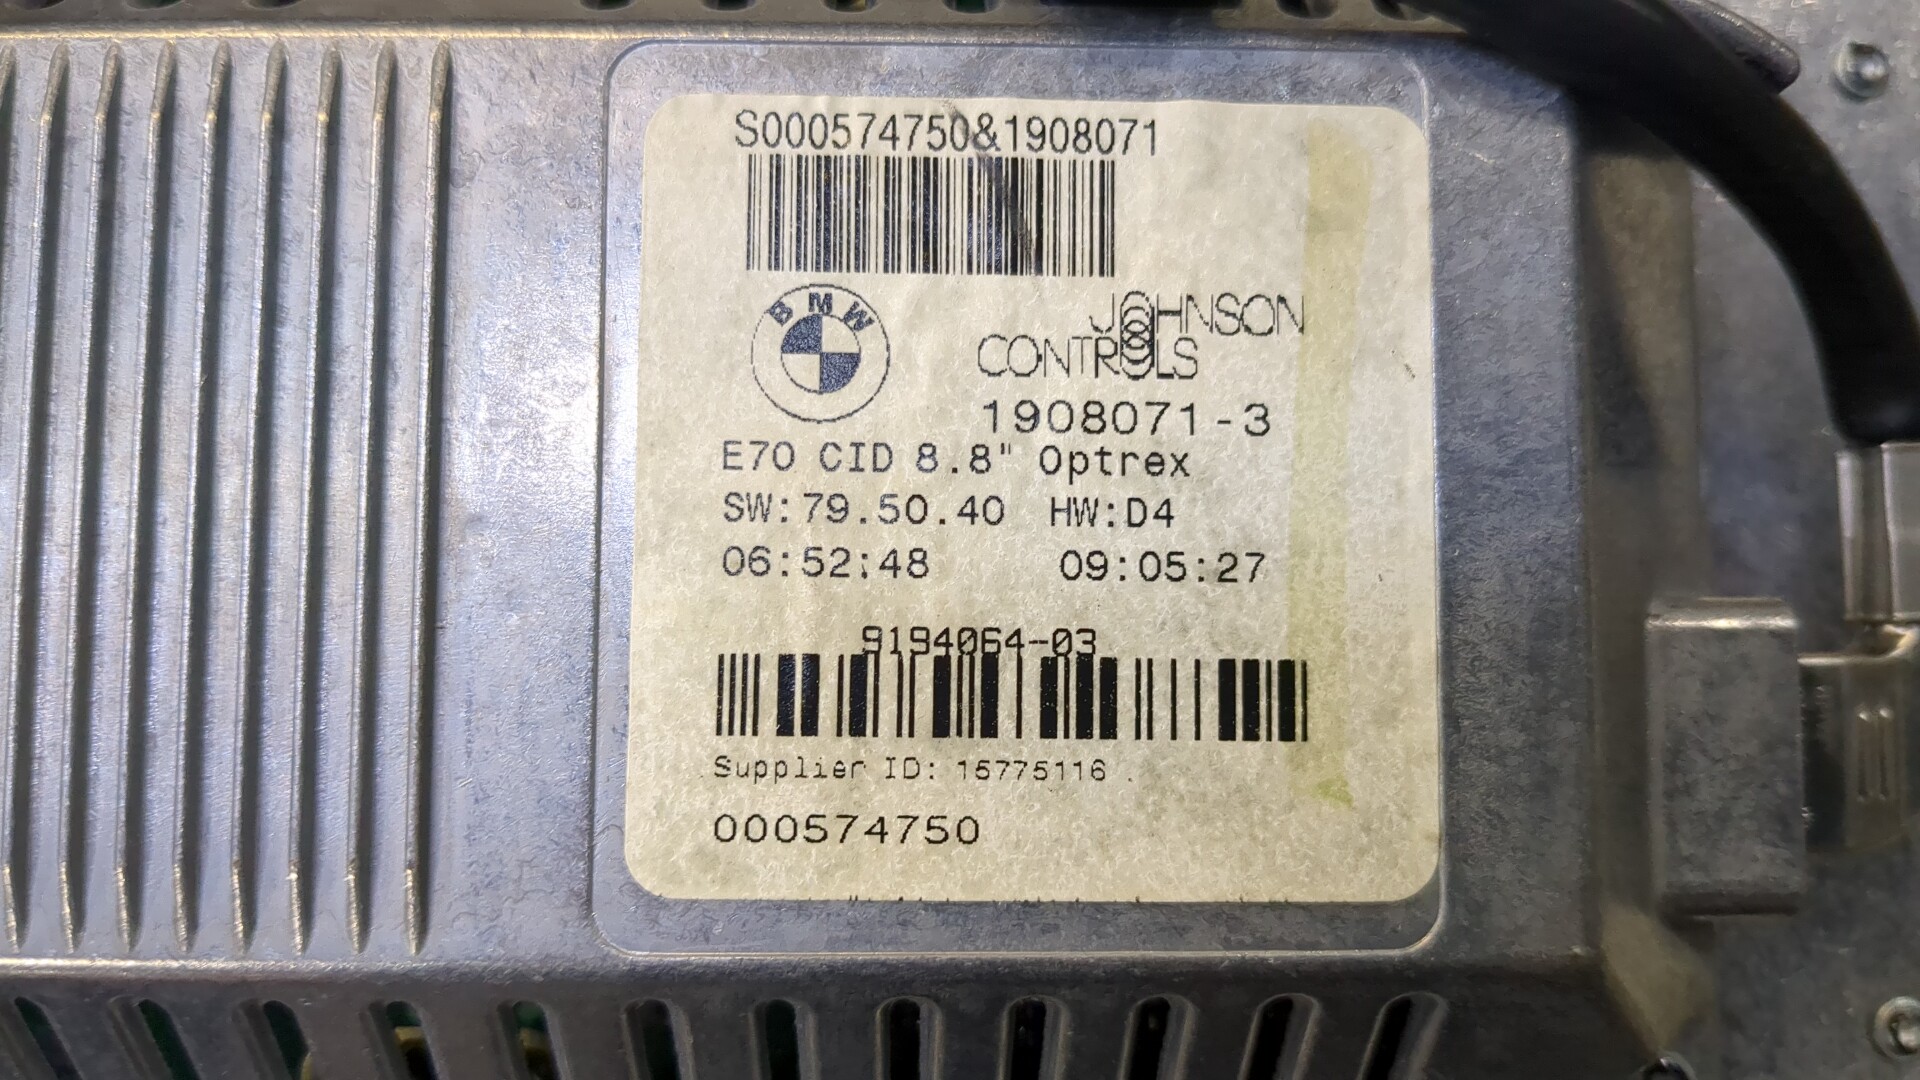 S000574750&1908071
BMW
JOHNSON
CONTROLS
1908071-3
E70 CID 8.8" Optrex
SW:79.50.40 HW:D4
06:52:48 09:05:27
9194064-03
Supplier ID: 15775116
000574750